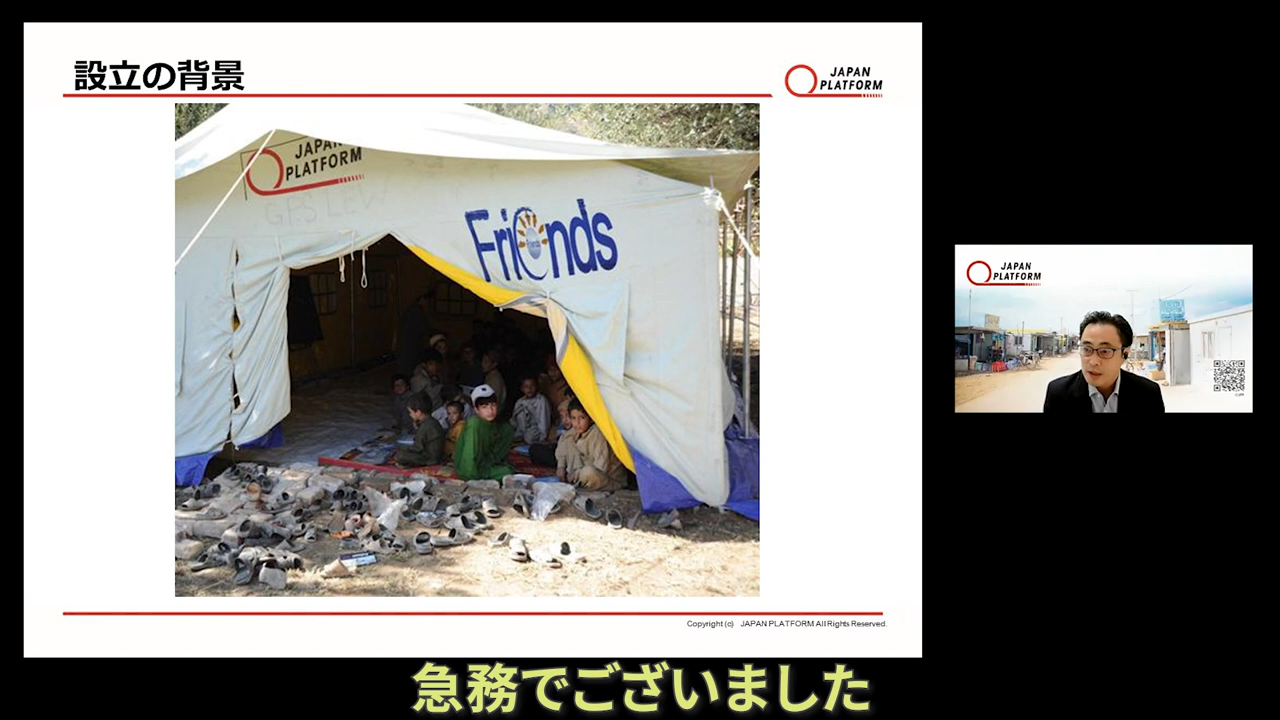 設立の背景
JAPAN
PLATFORM
JAPAN
PLATFORM
Friends
Copyright (c) JAPAN PLATFORM All Rights Reserved.
JAPAN
PLATFORM
急務でございました